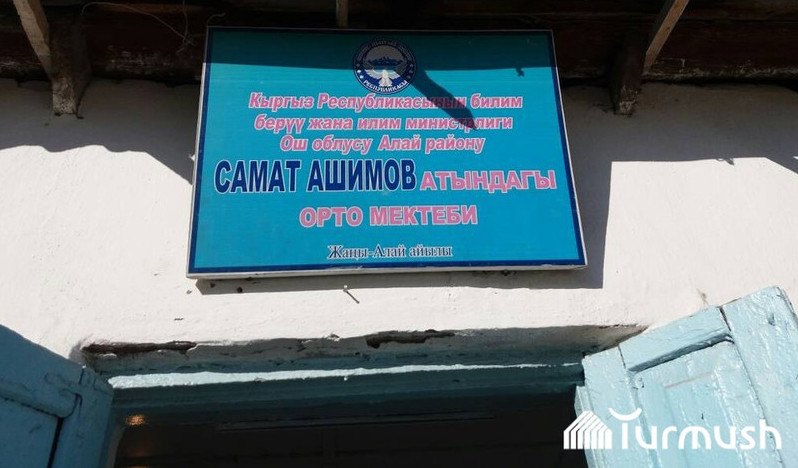 РЕСПУБЛИКАСЫ
Кыргыз Республикасынын билим
берүү жана илим министрлиги
Ош облусу Алай району
САМАТ АШИМОВ АТЫНДАГЫ
ОРТО МЕКТЕБИ
Жаңы-Алай айылы
Turmush